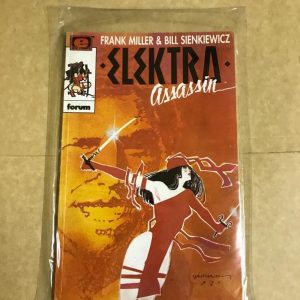 FRANK MILLER & BILL SIENKIEWICZ
ELEKTRA
assassin
forum